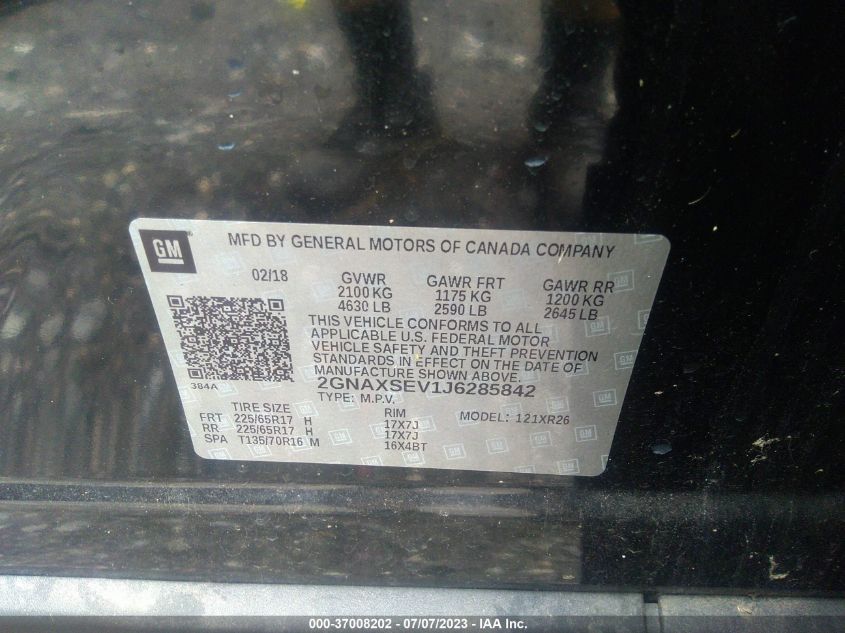 GM
MFD BY GENERAL MOTORS OF CANADA COMPANY
02/18 GVWR GAWR FRT GAWR RR
2100 KG 1175 KG 1200 KG
4630 LB 2590 LB 2645 LB
THIS VEHICLE CONFORMS TO ALL
APPLICABLE U.S. FEDERAL MOTOR
VEHICLE SAFETY AND THEFT PREVENTION
STANDARDS IN EFFECT ON THE DATE OF
MANUFACTURE SHOWN ABOVE.
384A
2GNAXSEV1J6285842
TYPE: M.P.V.
TIRE SIZE RIM MODEL: 121XR26
FRT 225/65R17 H 17X7J
RR 225/65R17 H 17X7J
SPA T135/70R16 M 16X4BT
000-37008202 - 07/07/2023 - IAA Inc.